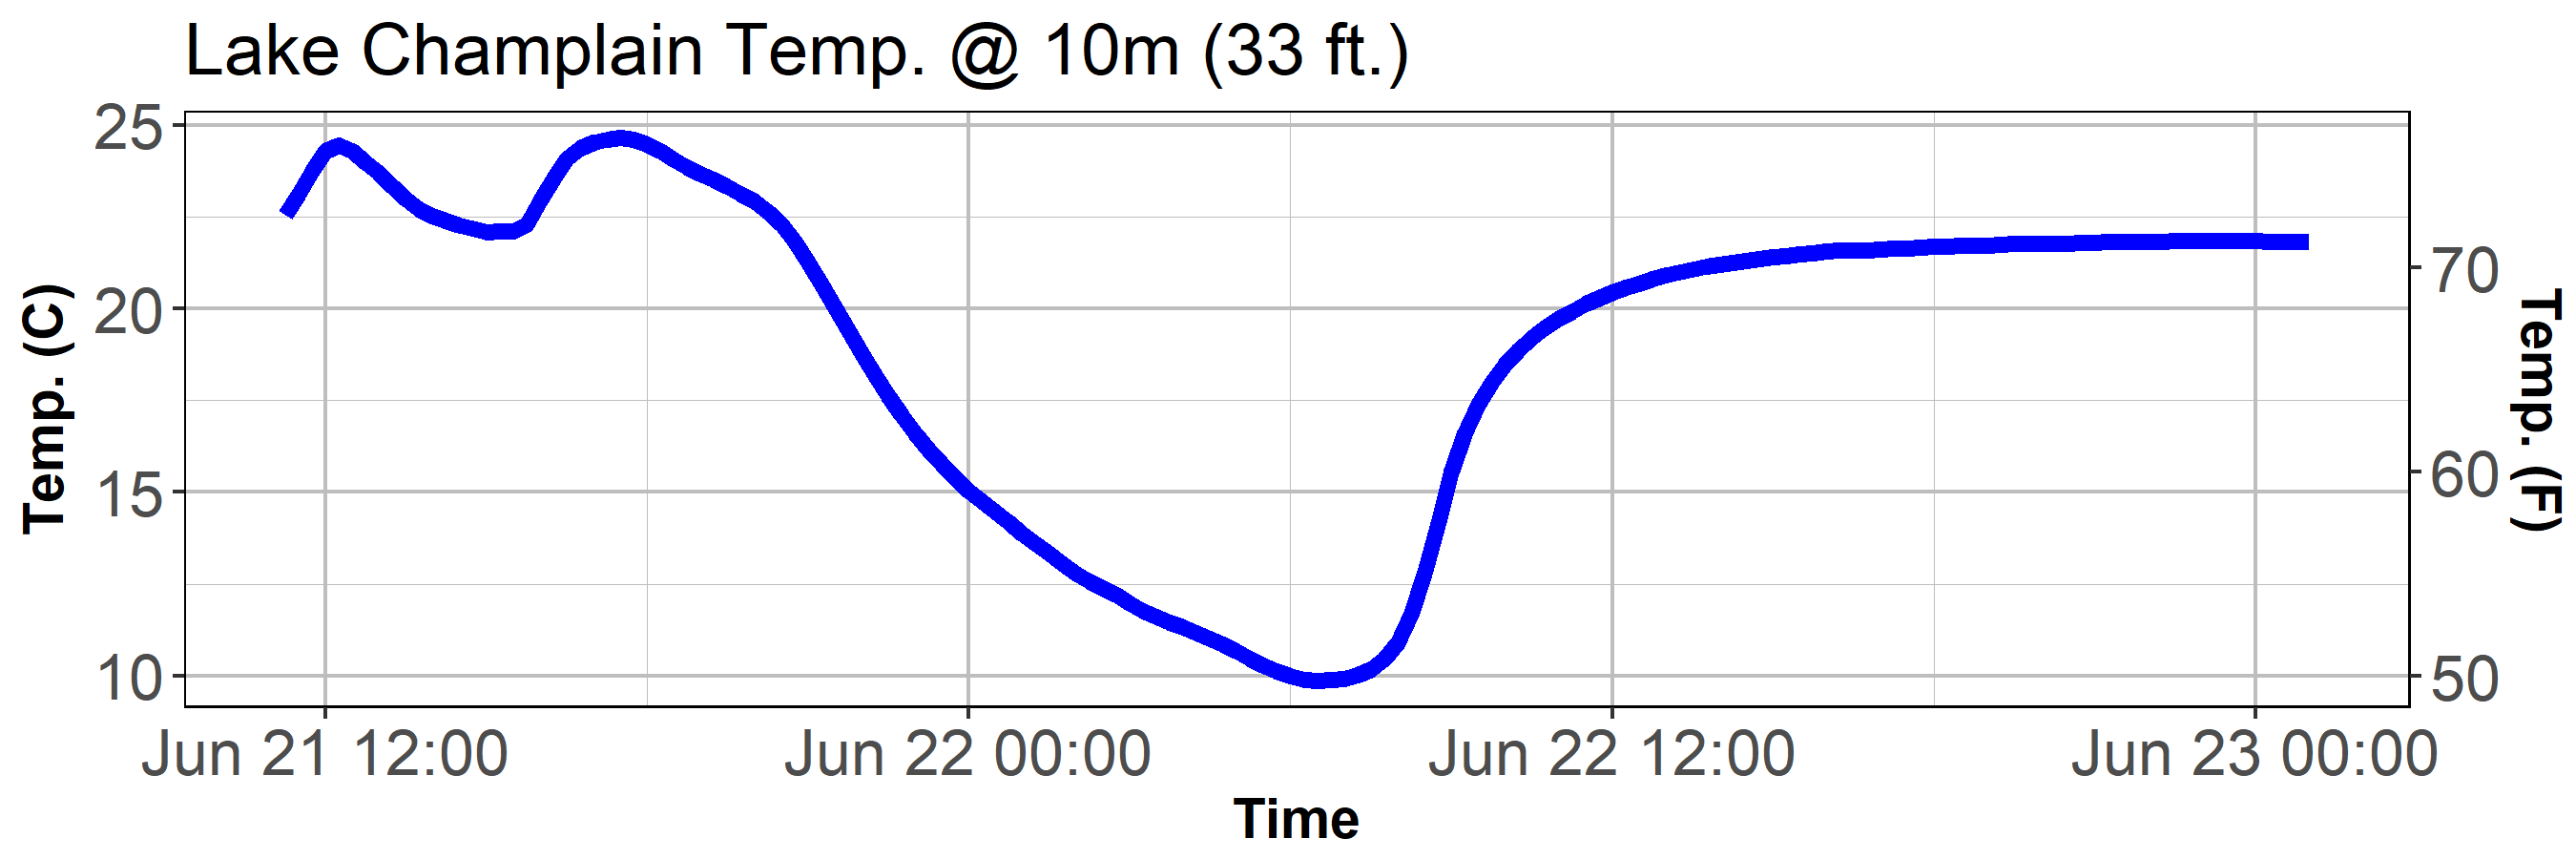 Lake Champlain Temp. @ 10m (33 ft.)
Temp. (C)
25
20
15
10
70
60
50
Temp. (F)
Jun 21 12:00
Jun 22 00:00
Jun 22 12:00
Jun 23 00:00
Time